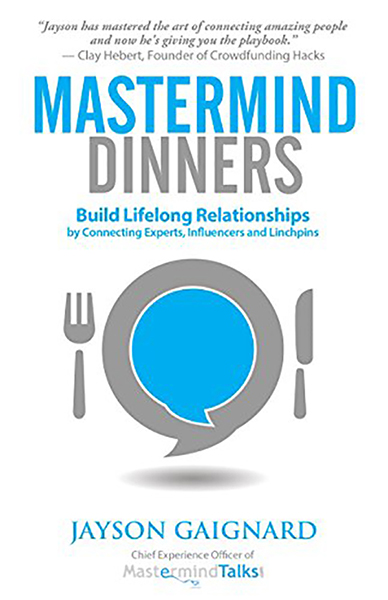 "Jayson has mastered the art of connecting amazing people
and now he's giving you the playbook."
— Clay Hebert, Founder of Crowdfunding Hacks
MASTERMIND
DINNERS
Build Lifelong Relationships
by Connecting Experts, Influencers and Linchpins
JAYSON GAIGNARD
Chief Experience Officer of
MastermindTalks